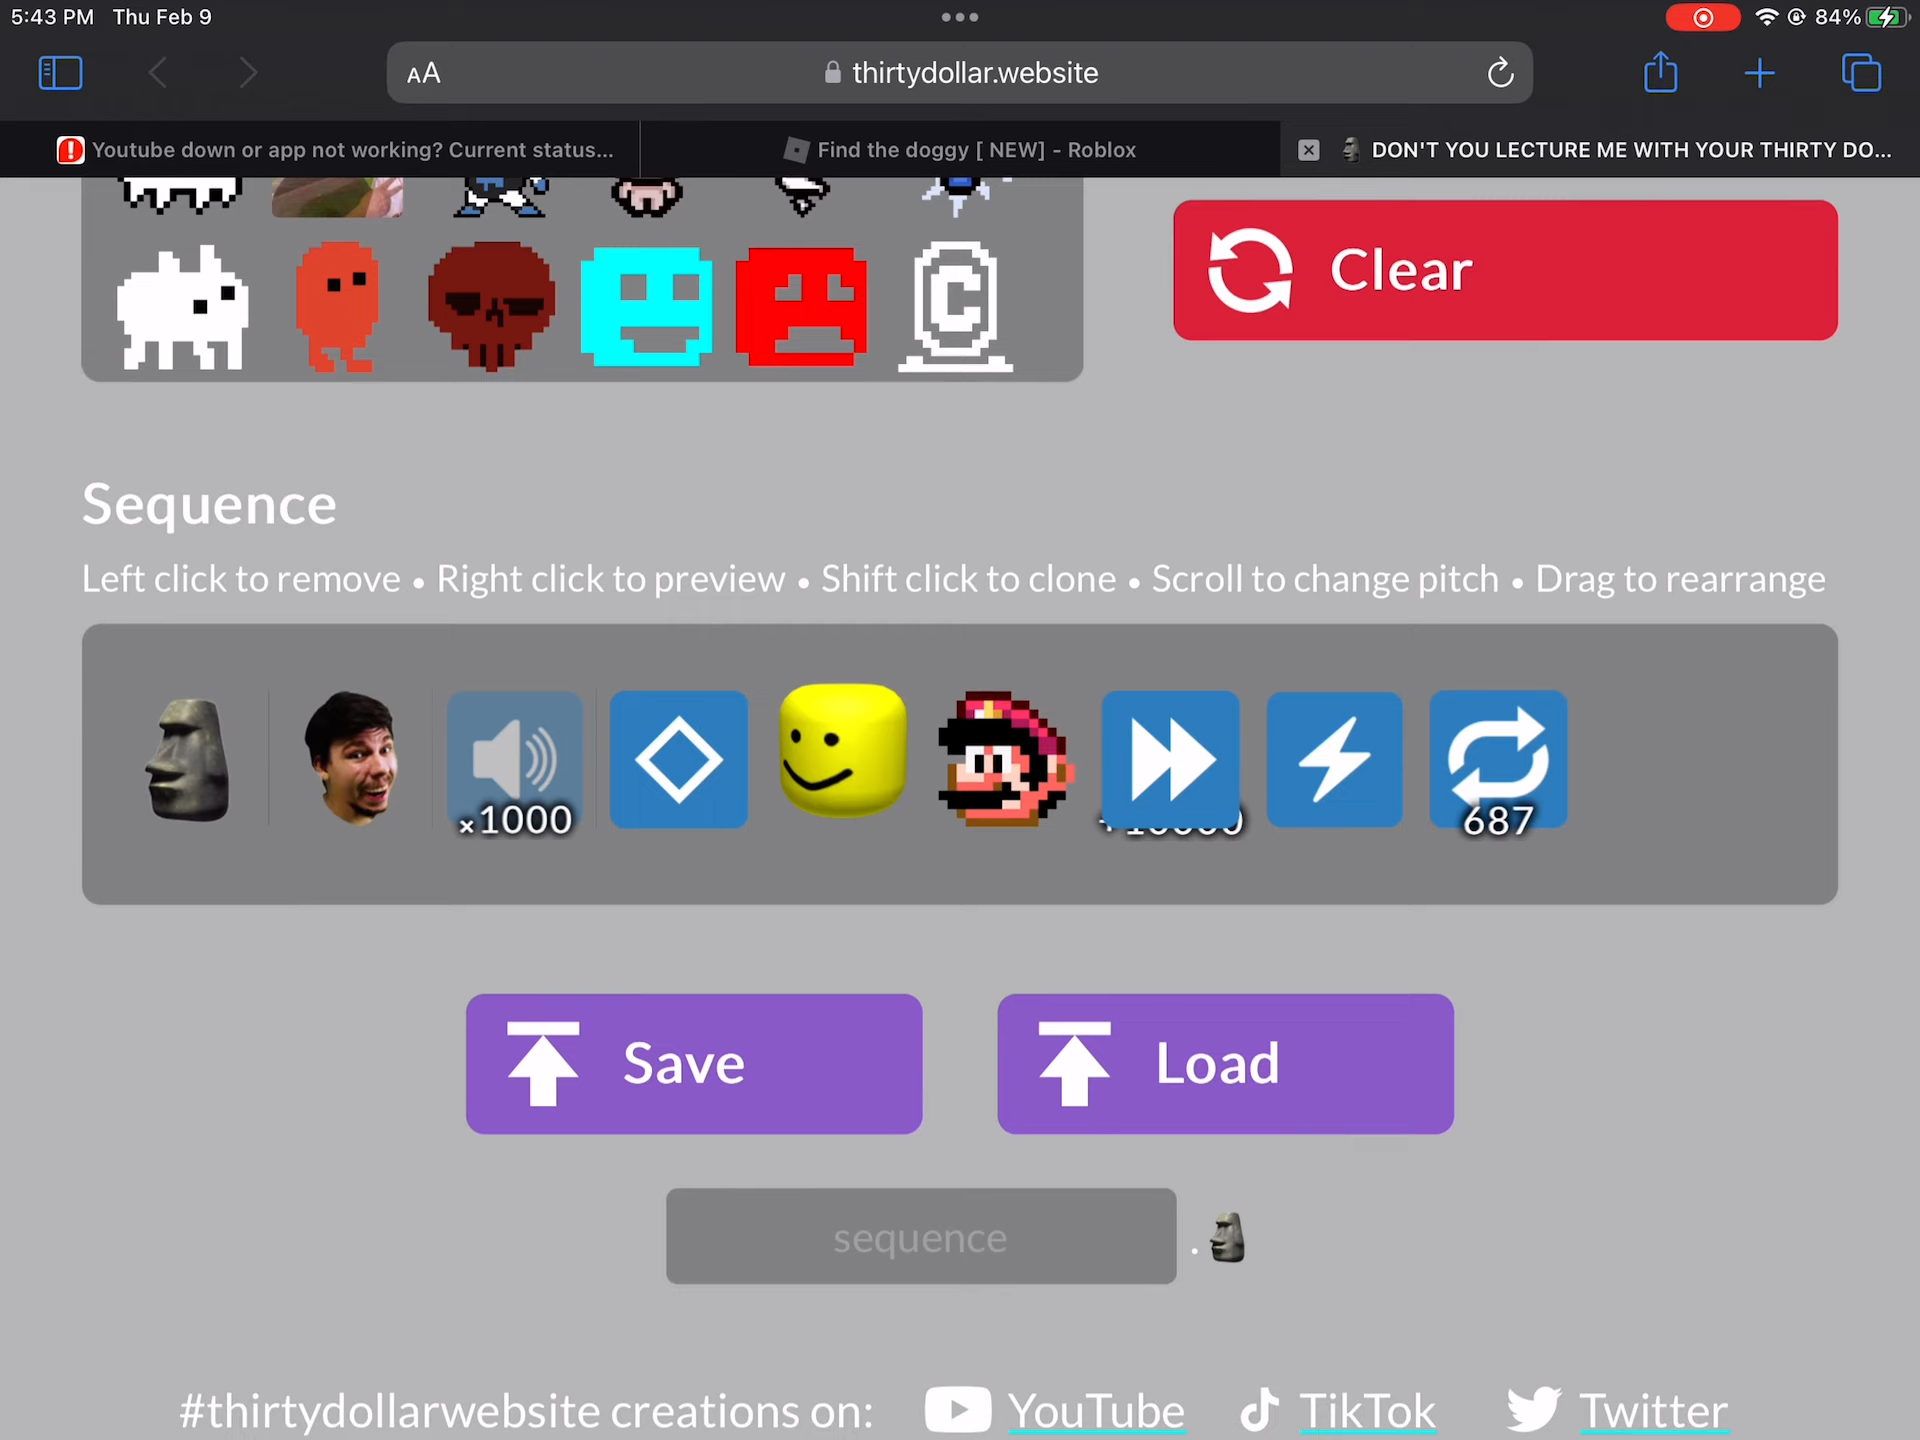 5:43 PM Thu Feb 9
84%
AA
thirtydollar.website
Youtube down or app not working? Current status...
Find the doggy [ NEW] - Roblox
DON'T YOU LECTURE ME WITH YOUR THIRTY DO...
Clear
Sequence
Left click to remove • Right click to preview • Shift click to clone • Scroll to change pitch • Drag to rearrange
×1000
687
Save
Load
sequence
.
#thirtydollarwebsite creations on: YouTube TikTok Twitter